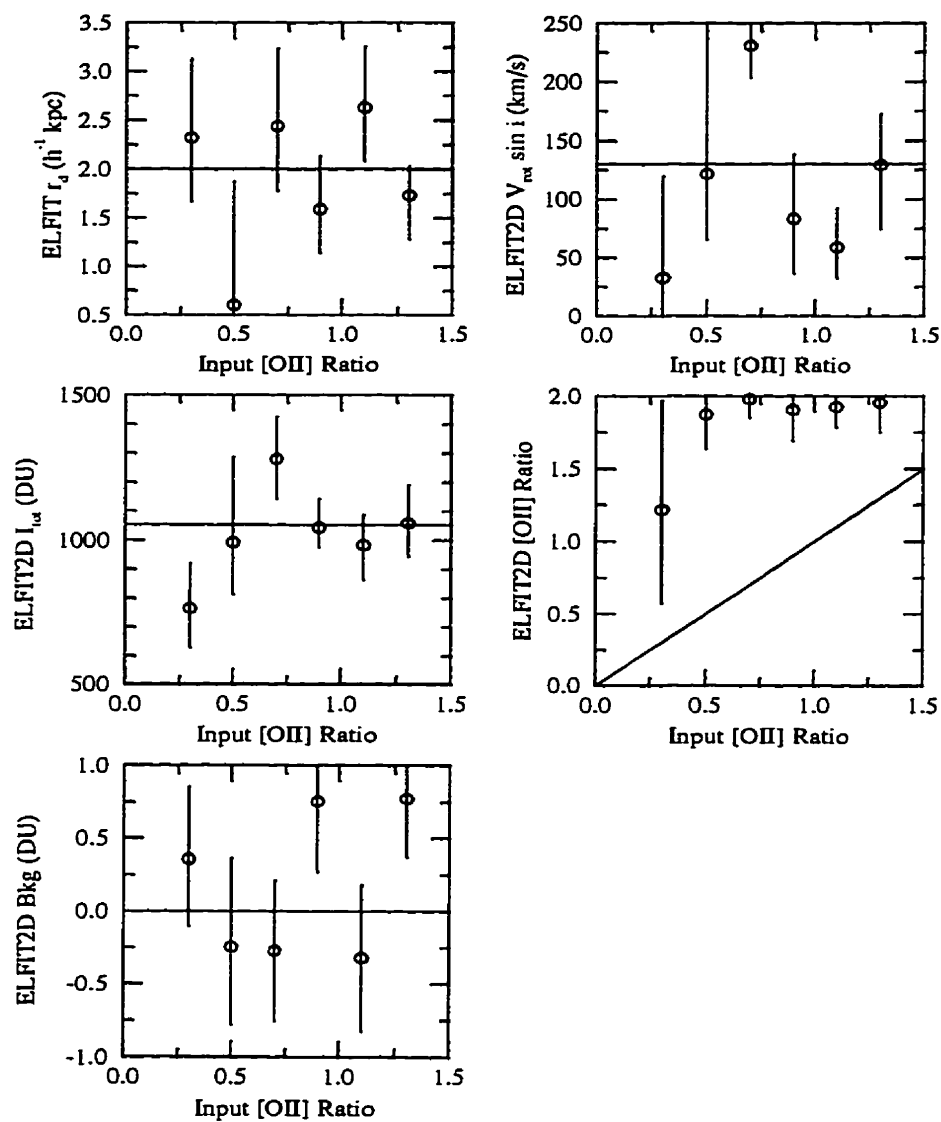 ELFIT r_d (h^-1 kpc)
3.5
3.0
2.5
2.0
1.5
1.0
0.5
0.0 0.5 1.0 1.5
Input [OII] Ratio
ELFIT2D V_rot sin i (km/s)
250
200
150
100
50
0
0.0 0.5 1.0 1.5
Input [OII] Ratio
ELFIT2D I_tot (DU)
1500
1000
500
0.0 0.5 1.0 1.5
Input [OII] Ratio
ELFIT2D [OII] Ratio
2.0
1.5
1.0
0.5
0.0
0.0 0.5 1.0 1.5
Input [OII] Ratio
ELFIT2D Bkg (DU)
1.0
0.5
0.0
-0.5
-1.0
0.0 0.5 1.0 1.5
Input [OII] Ratio